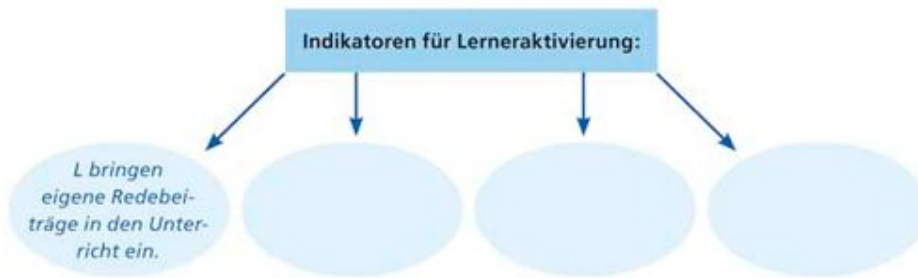 Indikatoren für Lerneraktivierung:
L bringen
eigene Redebei-
träge in den Unter-
richt ein.